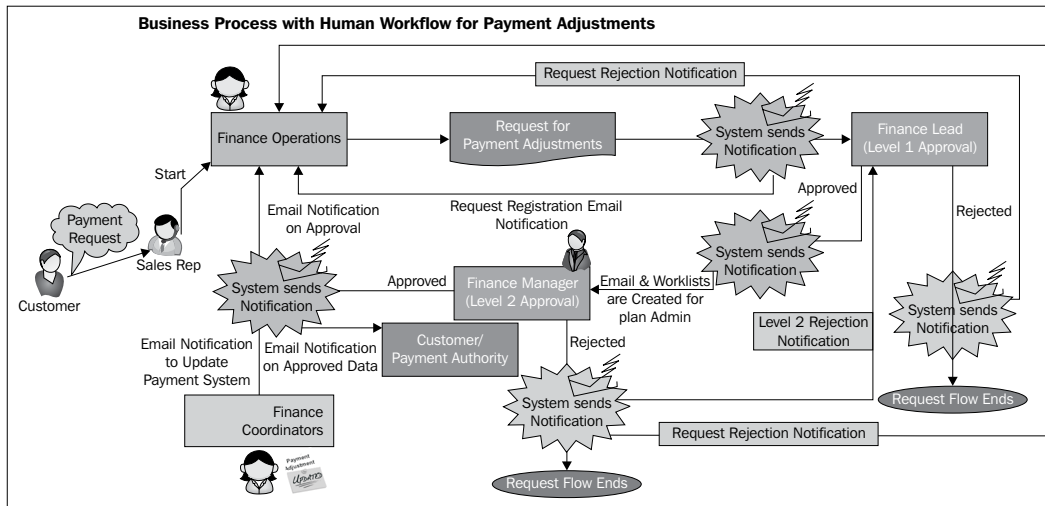 Business Process with Human Workflow for Payment Adjustments
Request Rejection Notification
Finance Operations
Request for
Payment Adjustments
System sends
Notification
Finance Lead
(Level 1 Approval)
Start
Approved
Payment
Request
Email Notification
on Approval
Request Registration Email
Notification
Rejected
Sales Rep
Customer
System sends
Notification
Approved
Finance Manager
(Level 2 Approval)
Email & Worklists
are Created for
plan Admin
System sends
Notification
System sends
Notification
Level 2 Rejection
Notification
Customer/
Payment Authority
Rejected
Email Notification
to Update
Payment System
Email Notification
on Approved Data
System sends
Notification
Request Flow Ends
Finance
Coordinators
Request Rejection Notification
Payment
Adjustment
UPDATES
Request Flow Ends